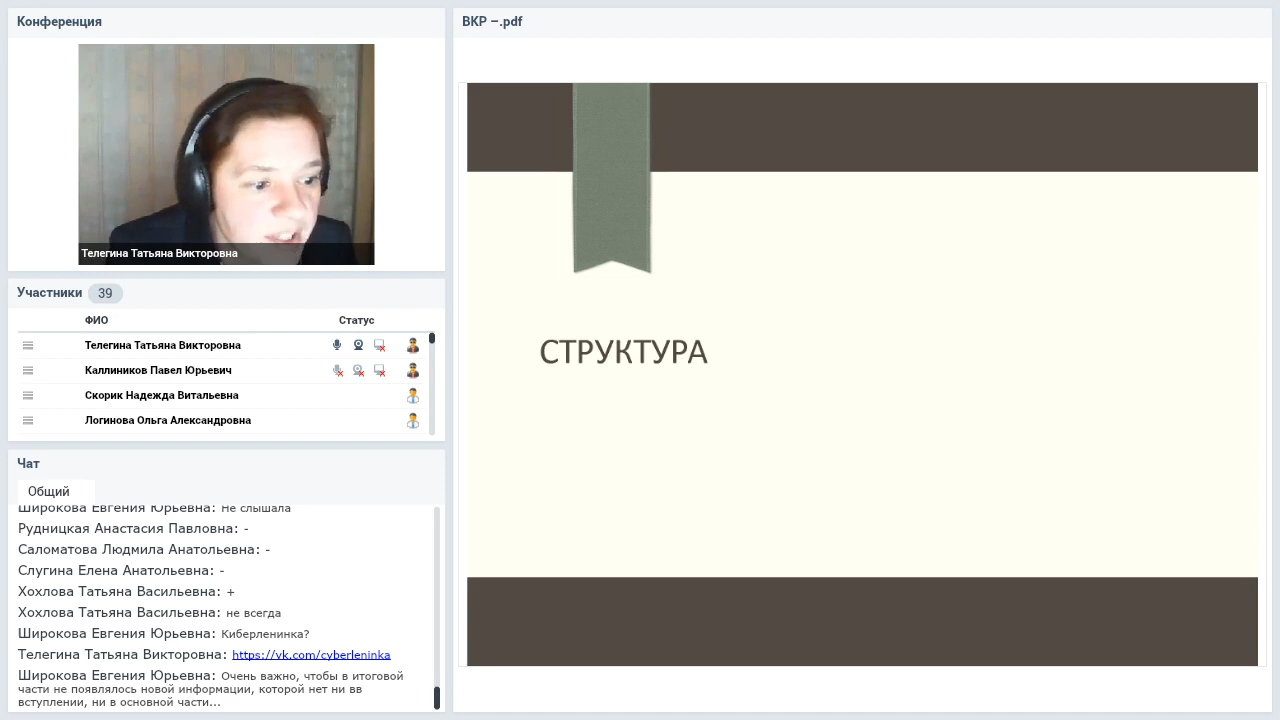 Конференция
Телегина Татьяна Викторовна
Участники 39
ФИО Статус
Телегина Татьяна Викторовна
Каллиников Павел Юрьевич
Скорик Надежда Витальевна
Логинова Ольга Александровна
Чат
Общий
Широкова Евгения Юрьевна: Не слышала
Рудницкая Анастасия Павловна: -
Саломатова Людмила Анатольевна: -
Слугина Елена Анатольевна: -
Хохлова Татьяна Васильевна: +
Хохлова Татьяна Васильевна: не всегда
Широкова Евгения Юрьевна: Киберленинка?
Телегина Татьяна Викторовна: https://vk.com/cyberleninka
Широкова Евгения Юрьевна: Очень важно, чтобы в итоговой
части не появлялось новой информации, которой нет ни вв
вступлении, ни в основной части...
ВКР –.pdf
СТРУКТУРА